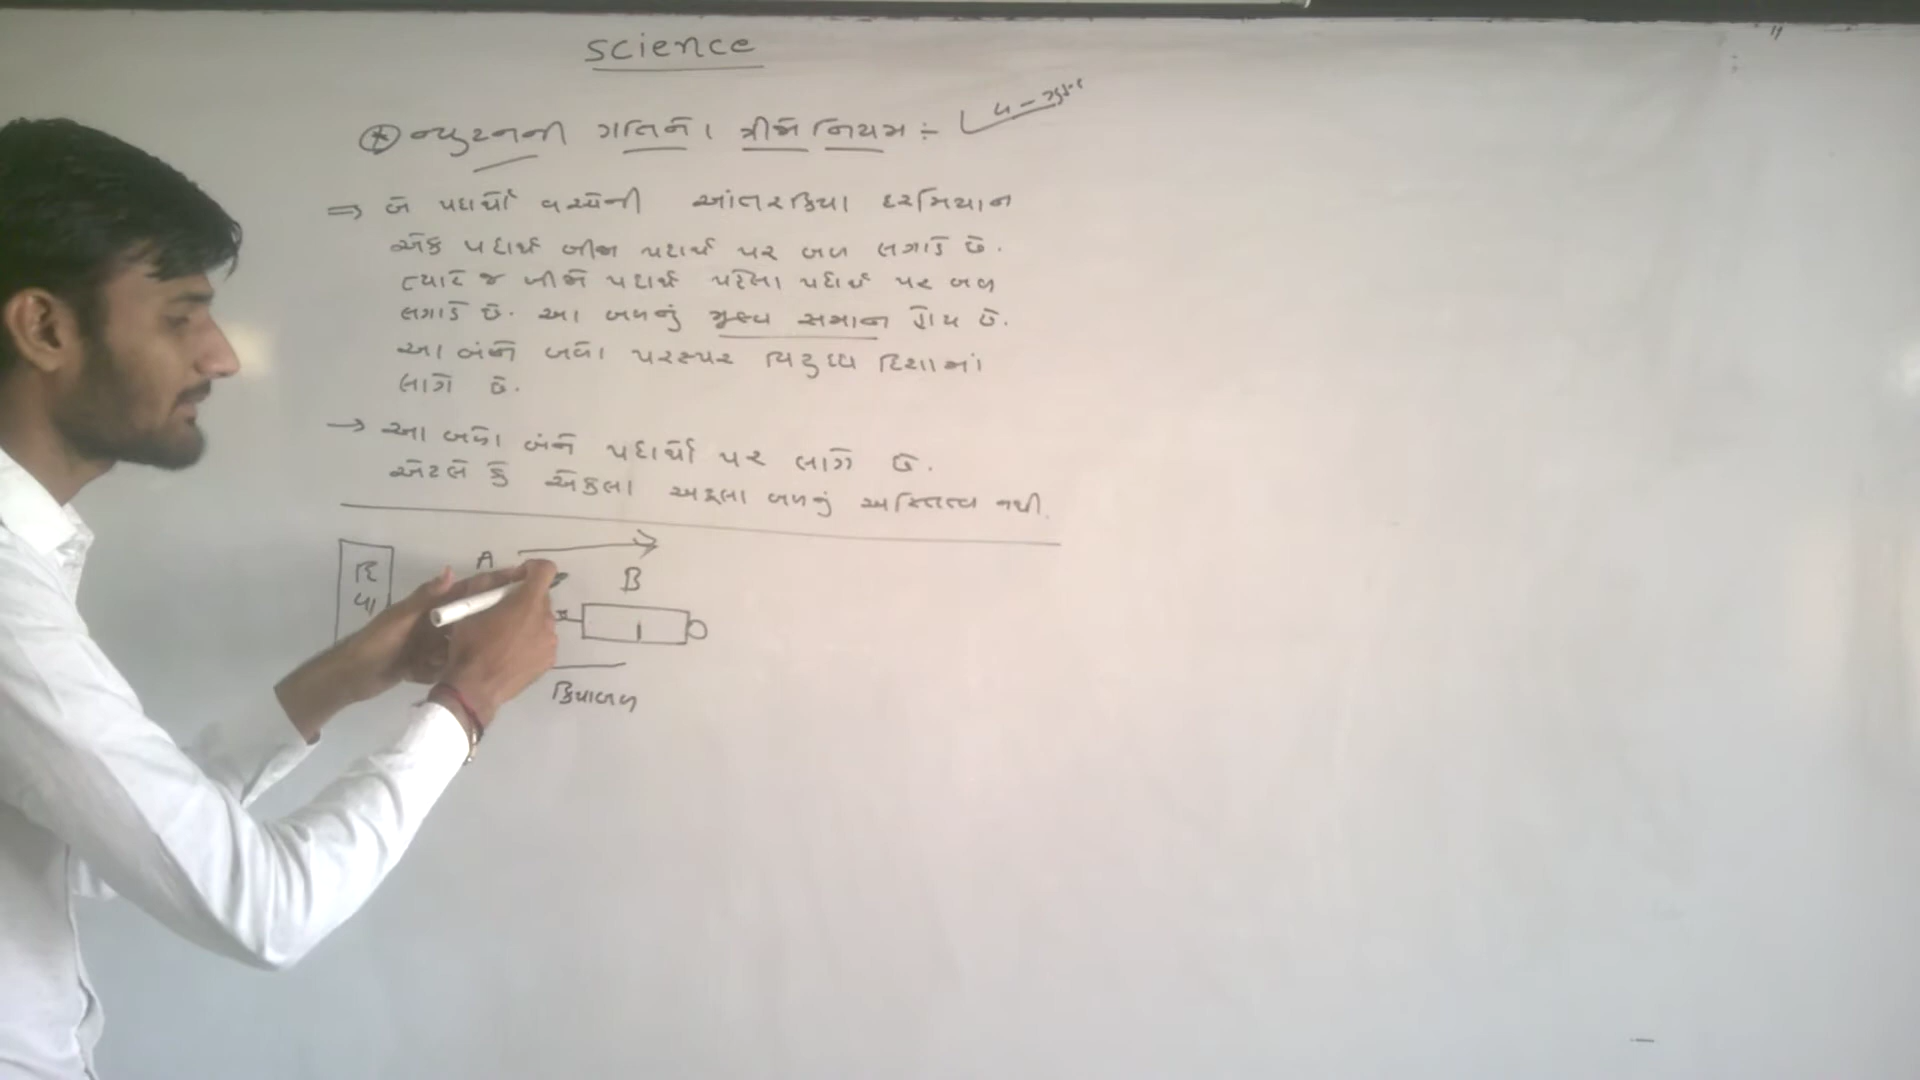 Science
ન્યુટનની ગતિનો ત્રીજો નિયમ :-
⇒ બે પદાર્થો વચ્ચેની આંતરક્રિયા દરમિયાન
એક પદાર્થ બીજા પદાર્થ પર બળ લગાડે છે.
ત્યારે જ બીજો પદાર્થ પહેલા પદાર્થ પર બળ
લગાડે છે. આ બળનું મૂલ્ય સમાન હોય છે.
આ બંને બળો પરસ્પર વિરુધ્ધ દિશામાં
લાગે છે.
→ આ બળો બંને પદાર્થો પર લાગે છે.
એટલે કે એકલા અટૂલા બળનું અસ્તિત્વ નથી.
A
B
દિ
વા
ક્રિયાબળ